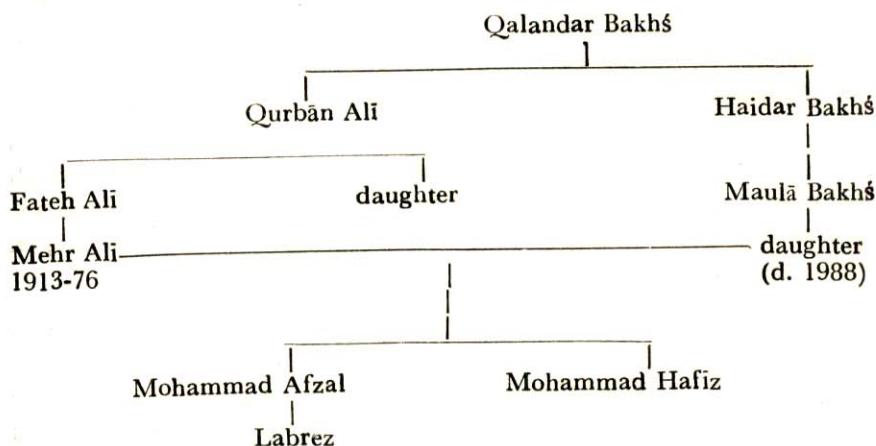 Qalandar Bakhś
Qurbān Alī Haidar Bakhś
Fateh Alī daughter Maulā Bakhś
Mehr Alī daughter
1913-76 (d. 1988)
Mohammad Afzal Mohammad Hafīz
Labrez